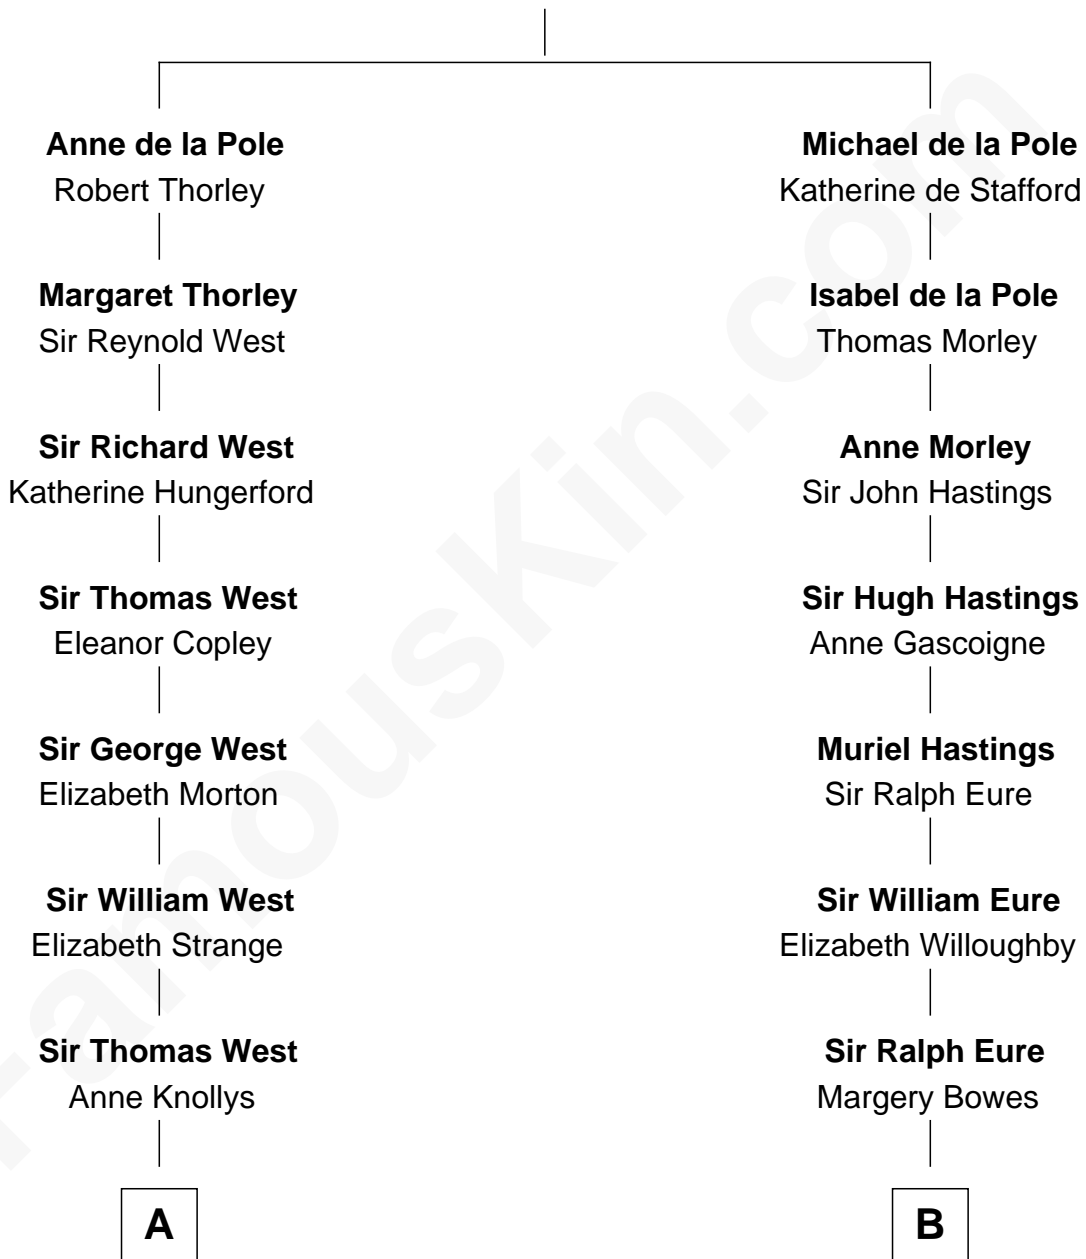 Anne de la Pole
Robert Thorley
Michael de la Pole
Katherine de Stafford
Margaret Thorley
Sir Reynold West
Isabel de la Pole
Thomas Morley
Sir Richard West
Katherine Hungerford
Anne Morley
Sir John Hastings
Sir Thomas West
Eleanor Copley
Sir Hugh Hastings
Anne Gascoigne
Sir George West
Elizabeth Morton
Muriel Hastings
Sir Ralph Eure
Sir William West
Elizabeth Strange
Sir William Eure
Elizabeth Willoughby
Sir Thomas West
Anne Knollys
Sir Ralph Eure
Margery Bowes
A
B
FamousKin.com